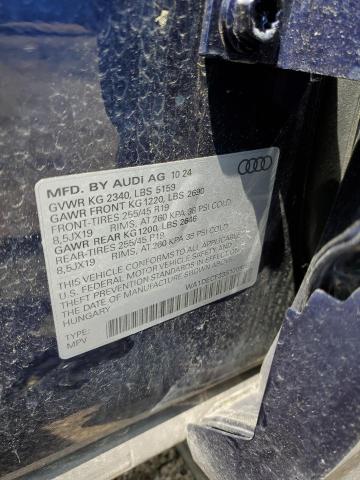 MFD. BY AUDI AG 10 24
GVWR KG 2340, LBS 5159
GAWR FRONT KG 1220, LBS 2690
FRONT-TIRES 255/45 R19 RIMS, AT 260 KPA 38 PSI COLD
8,5JX19
GAWR REAR KG 1200, LBS 2646
REAR-TIRES 255/45 R19 RIMS, AT 260 KPA 38 PSI COLD
8,5JX19
THIS VEHICLE CONFORMS TO ALL APPLICABLE
U.S. FEDERAL MOTOR VEHICLE SAFETY AND
THEFT PREVENTION STANDARDS IN EFFECT ON
THE DATE OF MANUFACTURE SHOWN ABOVE
HUNGARY
TYPE:
MPV